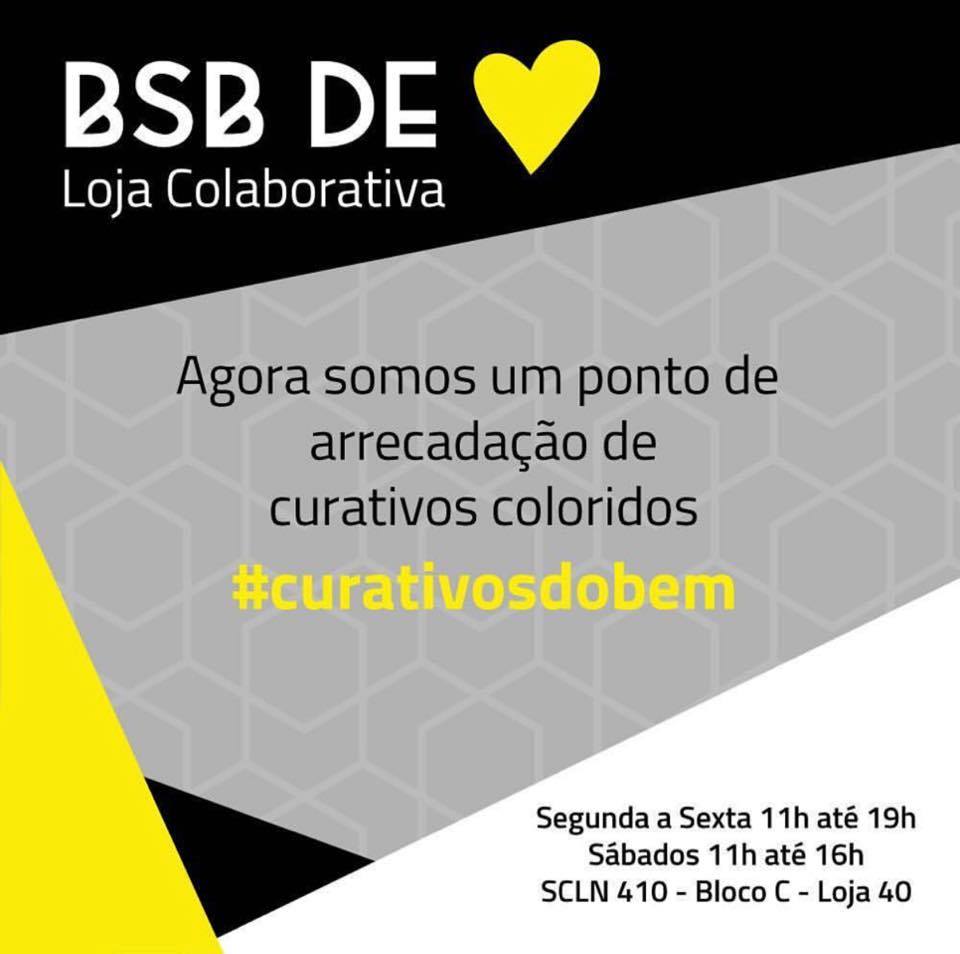 BSB DE
Loja Colaborativa
Agora somos um ponto de
arrecadação de
curativos coloridos
#curativosdobem
Segunda a Sexta 11h até 19h
Sábados 11h até 16h
SCLN 410 - Bloco C - Loja 40